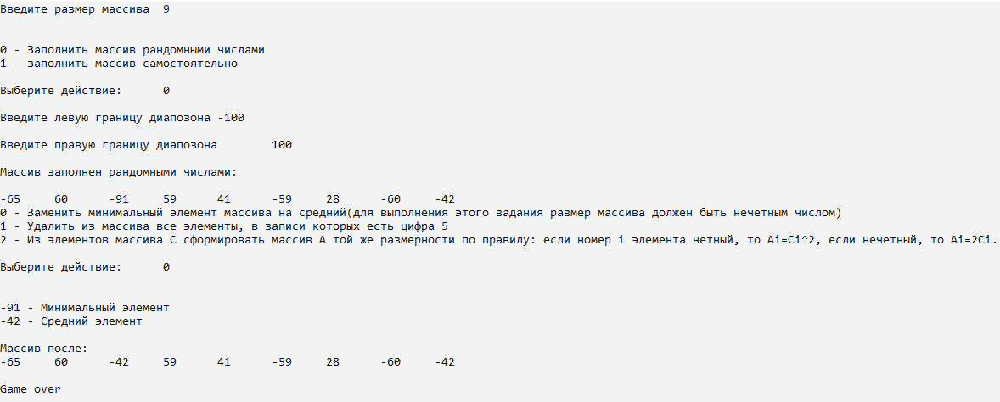 Введите размер массива  9
0 - Заполнить массив рандомными числами
1 - заполнить массив самостоятельно
Выберите действие:      0
Введите левую границу диапозона -100
Введите правую границу диапозона        100
Массив заполнен рандомными числами:
-65     60      -91     59      41      -59     28      -60     -42
0 - Заменить минимальный элемент массива на средний(для выполнения этого задания размер массива должен быть нечетным числом)
1 - Удалить из массива все элементы, в записи которых есть цифра 5
2 - Из элементов массива С сформировать массив А той же размерности по правилу: если номер i элемента четный, то Ai=Ci^2, если нечетный, то Ai=2Ci.
Выберите действие:      0
-91 - Минимальный элемент
-42 - Средний элемент
Массив после:
-65     60      -42     59      41      -59     28      -60     -42
Game over